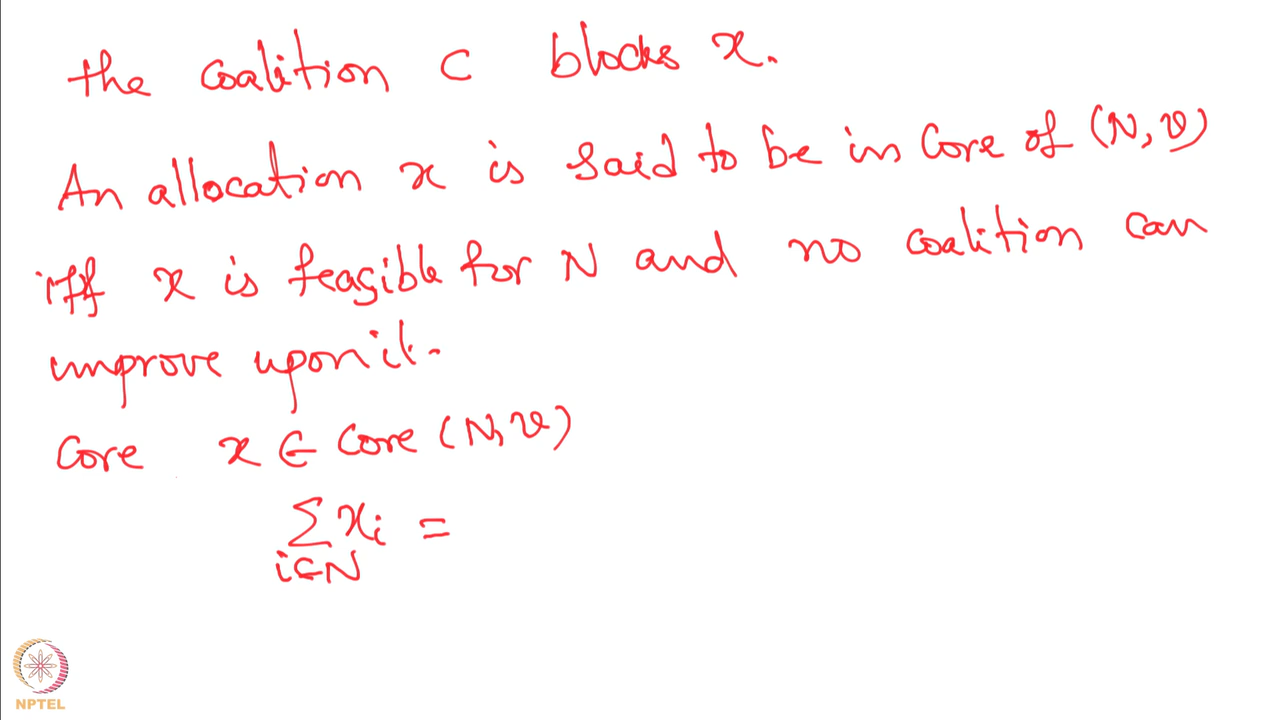 the coalition C blocks x.
An allocation x is said to be in Core of (N, v)
iff x is feasible for N and no coalition can
improve upon it.
Core x ∈ Core (N, v)
∑ xi =
i∈N
NPTEL